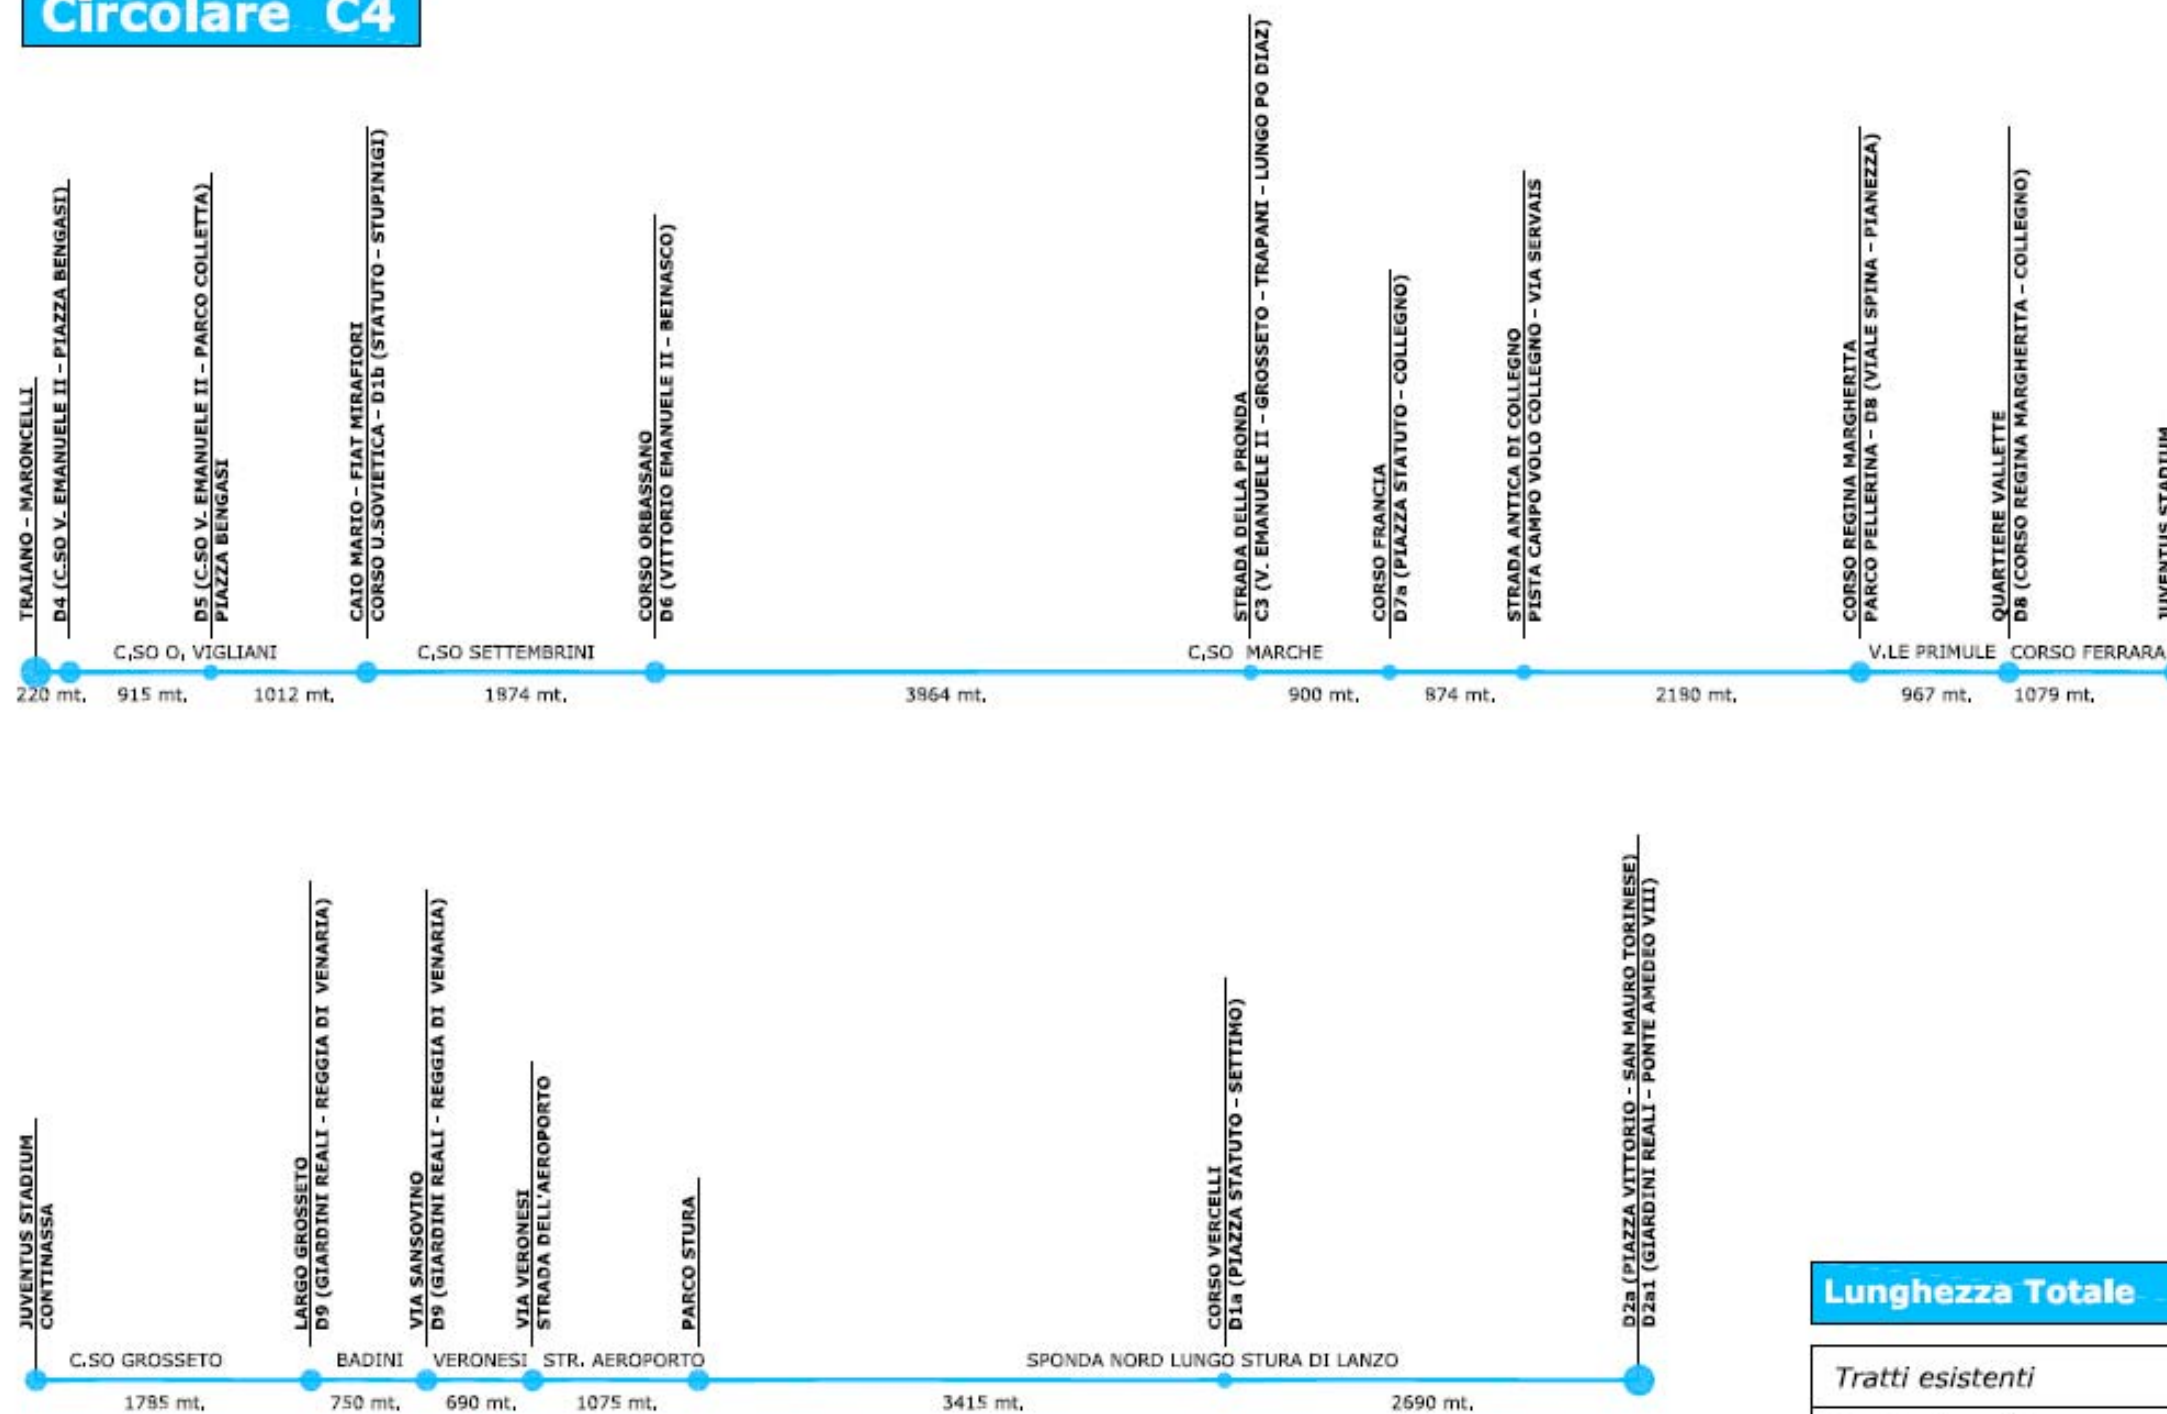 Circolare C4
TRAIANO - MARONCELLI
D4 (C.SO V. EMANUELE II - PIAZZA BENGASI)
D5 (C.SO V. EMANUELE II - PARCO COLLETTA)
PIAZZA BENGASI
CAIO MARIO - FIAT MIRAFIORI
CORSO U.SOVIETICA - D1b (STATUTO - STUPINIGI)
CORSO ORBASSANO
D6 (VITTORIO EMANUELE II - BEINASCO)
STRADA DELLA PRONDA
C3 (V. EMANUELE II - GROSSETO - TRAPANI - LUNGO PO DIAZ)
CORSO FRANCIA
D7a (PIAZZA STATUTO - COLLEGNO)
STRADA ANTICA DI COLLEGNO
PISTA CAMPO VOLO COLLEGNO - VIA SERVAIS
CORSO REGINA MARGHERITA
PARCO PELLERINA - D8 (VIALE SPINA - PIANEZZA)
QUARTIERE VALLETTE
D8 (CORSO REGINA MARGHERITA - COLLEGNO)
JUVENTUS STADIUM
C.SO O. VIGLIANI C.SO SETTEMBRINI C.SO MARCHE V.LE PRIMULE CORSO FERRARA
220 mt. 915 mt. 1012 mt. 1874 mt. 3864 mt. 900 mt. 874 mt. 2180 mt. 967 mt. 1079 mt.
JUVENTUS STADIUM
CONTINASSA
LARGO GROSSETO
D9 (GIARDINI REALI - REGGIA DI VENARIA)
VIA SANSOVINO
D9 (GIARDINI REALI - REGGIA DI VENARIA)
VIA VERONESI
STRADA DELL'AEROPORTO
PARCO STURA
CORSO VERCELLI
D1a (PIAZZA STATUTO - SETTIMO)
D2a (PIAZZA VITTORIO - SAN MAURO TORINESE)
D2a1 (GIARDINI REALI - PONTE AMEDEO VIII)
C.SO GROSSETO BADINI VERONESI STR. AEROPORTO SPONDA NORD LUNGO STURA DI LANZO
1785 mt. 750 mt. 690 mt. 1075 mt. 3415 mt. 2690 mt.
Lunghezza Totale
Tratti esistenti